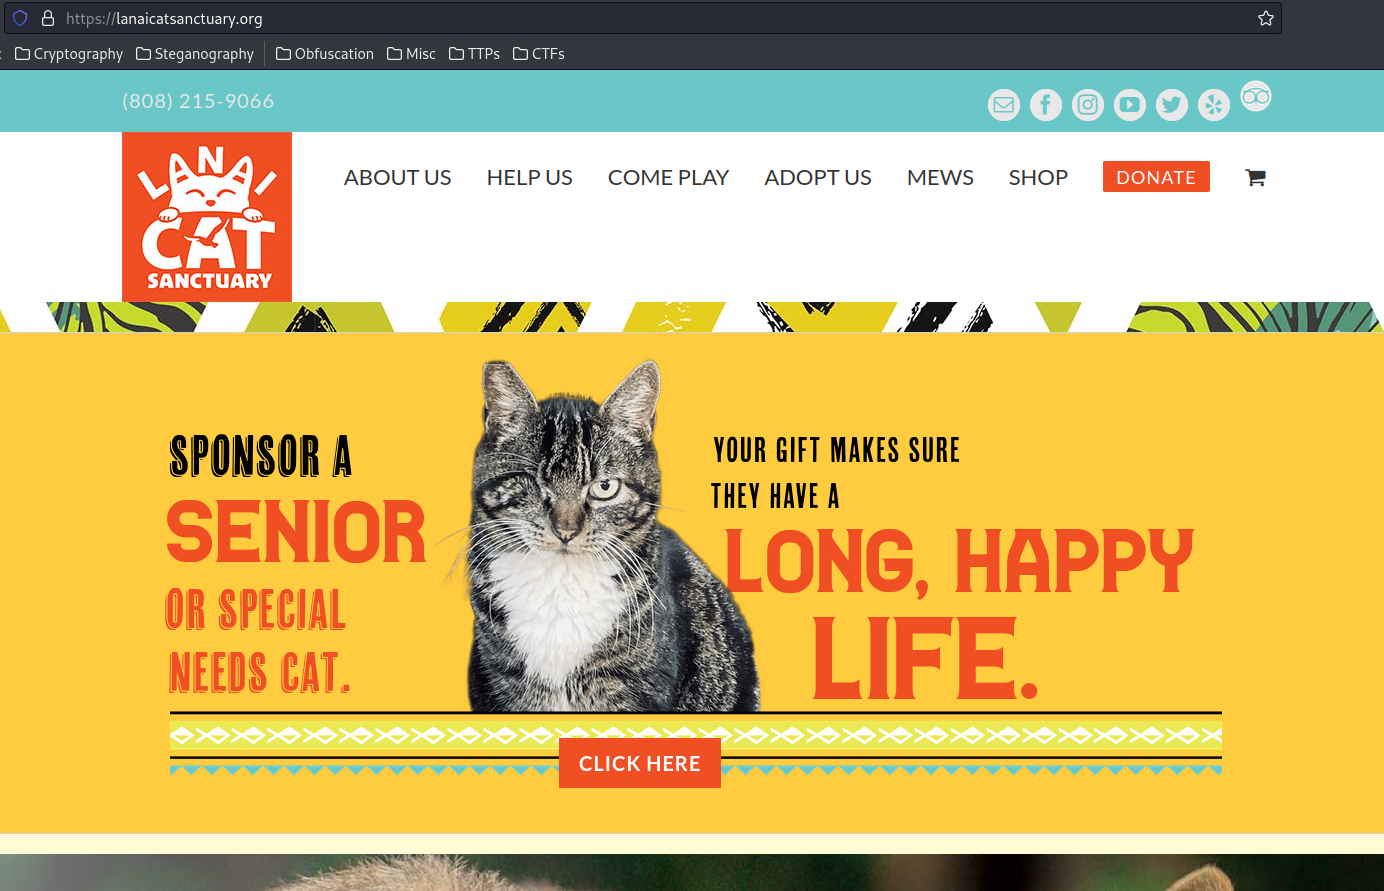 https://lanaicatsanctuary.org
Cryptography Steganography Obfuscation Misc TTPs CTFs
(808) 215-9066
LANAI
CAT
SANCTUARY
ABOUT US HELP US COME PLAY ADOPT US MEWS SHOP DONATE
SPONSOR A
SENIOR
OR SPECIAL
NEEDS CAT.
YOUR GIFT MAKES SURE
THEY HAVE A
LONG, HAPPY
LIFE.
CLICK HERE